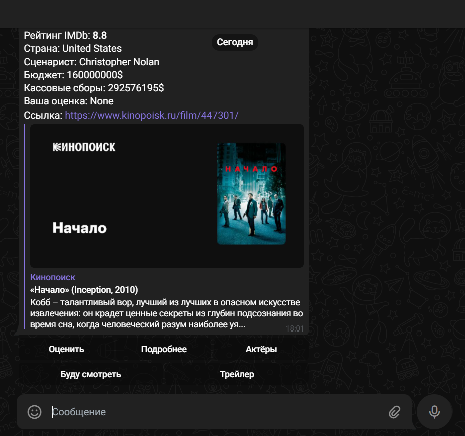 Рейтинг IMDb: 8.8
Сегодня
Страна: United States
Сценарист: Christopher Nolan
Бюджет: 160000000$
Кассовые сборы: 292576195$
Ваша оценка: None
Ссылка: https://www.kinopoisk.ru/film/447301/
КИНОПОИСК
НАЧАЛО
Начало
Кинопоиск
«Начало» (Inception, 2010)
Кобб – талантливый вор, лучший из лучших в опасном искусстве
извлечения: он крадет ценные секреты из глубин подсознания во
время сна, когда человеческий разум наиболее уя...
18:01
Оценить Подробнее Актёры
Буду смотреть Трейлер
Сообщение